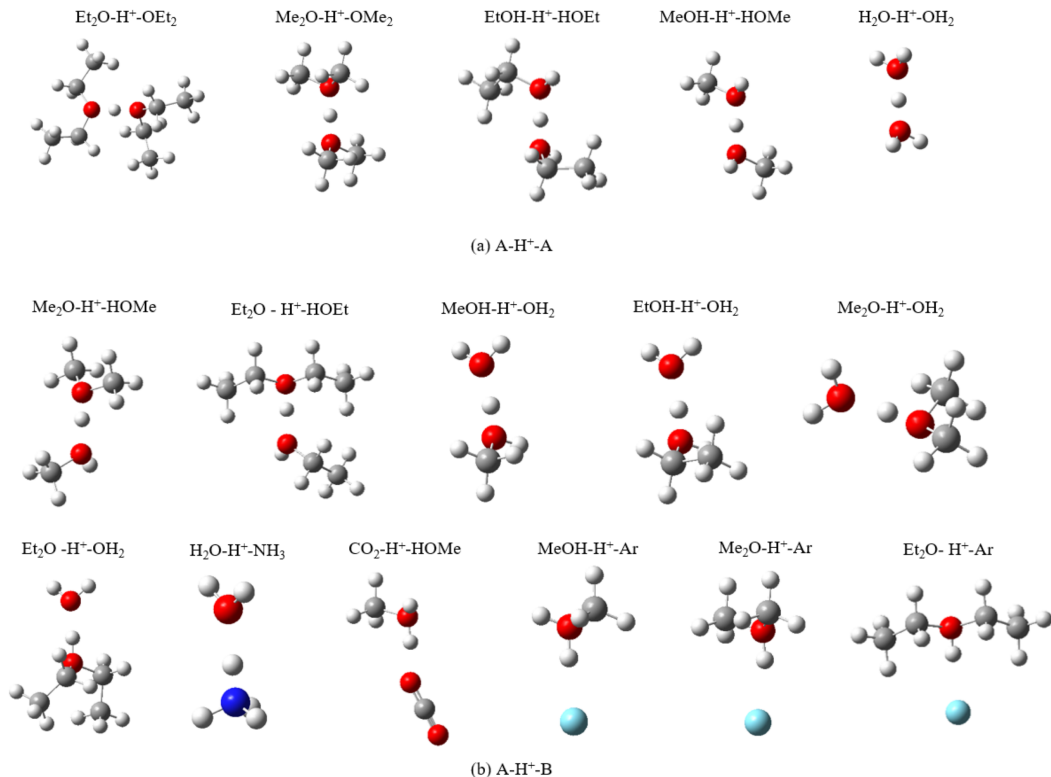 Et₂O-H⁺-OEt₂
Me₂O-H⁺-OMe₂
EtOH-H⁺-HOEt
MeOH-H⁺-HOMe
H₂O-H⁺-OH₂
(a) A-H⁺-A
Me₂O-H⁺-HOMe
Et₂O - H⁺-HOEt
MeOH-H⁺-OH₂
EtOH-H⁺-OH₂
Me₂O-H⁺-OH₂
Et₂O -H⁺-OH₂
H₂O-H⁺-NH₃
CO₂-H⁺-HOMe
MeOH-H⁺-Ar
Me₂O-H⁺-Ar
Et₂O- H⁺-Ar
(b) A-H⁺-B